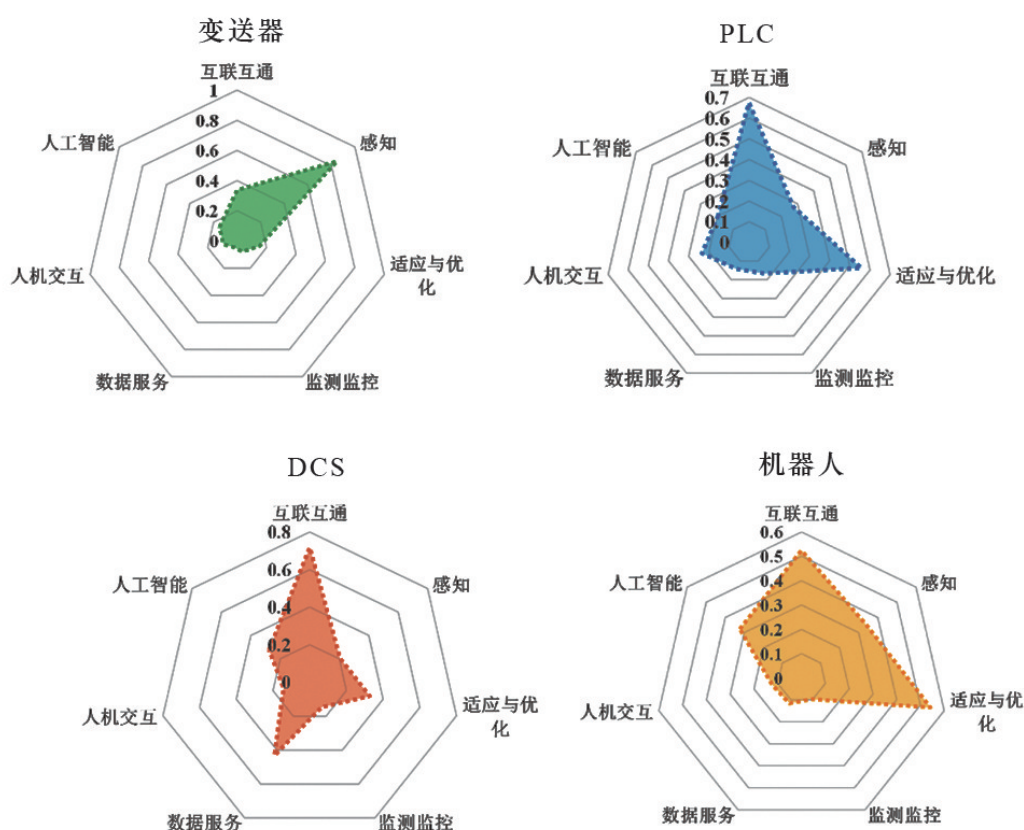 变送器
互联互通
1
0.8
0.6
0.4
0.2
0
感知
适应与优
化
监测监控
数据服务
人机交互
人工智能
PLC
互联互通
0.7
0.6
0.5
0.4
0.3
0.2
0.1
0
感知
适应与优化
监测监控
数据服务
人机交互
人工智能
DCS
互联互通
0.8
0.6
0.4
0.2
0
感知
适应与优
化
监测监控
数据服务
人机交互
人工智能
机器人
互联互通
0.6
0.5
0.4
0.3
0.2
0.1
0
感知
适应与优
化
监测监控
数据服务
人机交互
人工智能